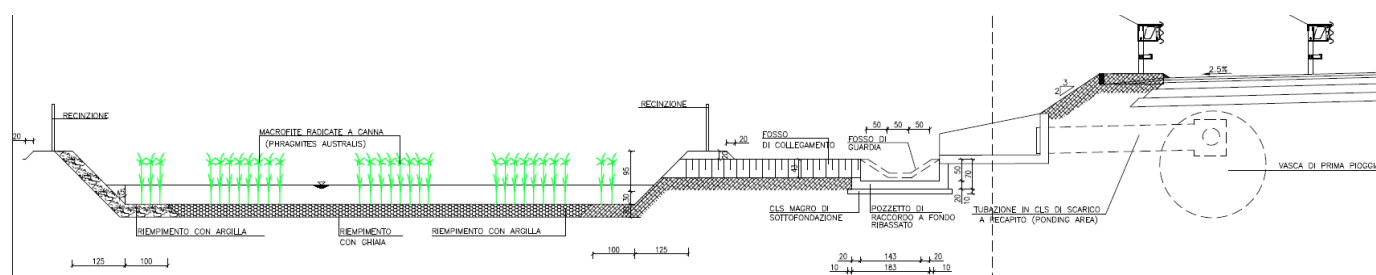 2.5%
3
2
RECINZIONE
RECINZIONE
20
MACROFITE RADICATE A CANNA
(PHRAGMITES AUSTRALIS)
20
20
FOSSO
DI COLLEGAMENTO
50
50
50
FOSSO DI
GUARDIA
95
30
43
50
20
10
70
VASCA DI PRIMA PIOGGIA
RIEMPIMENTO CON ARGILLA
RIEMPIMENTO
CON GHIAIA
RIEMPIMENTO CON ARGILLA
CLS MAGRO DI
SOTTOFONDAZIONE
POZZETTO DI
RACCORDO A FONDO
RIBASSATO
TUBAZIONE IN CLS DI SCARICO
A RECAPITO (PONDING AREA)
125
100
100
125
20
143
20
10
183
10